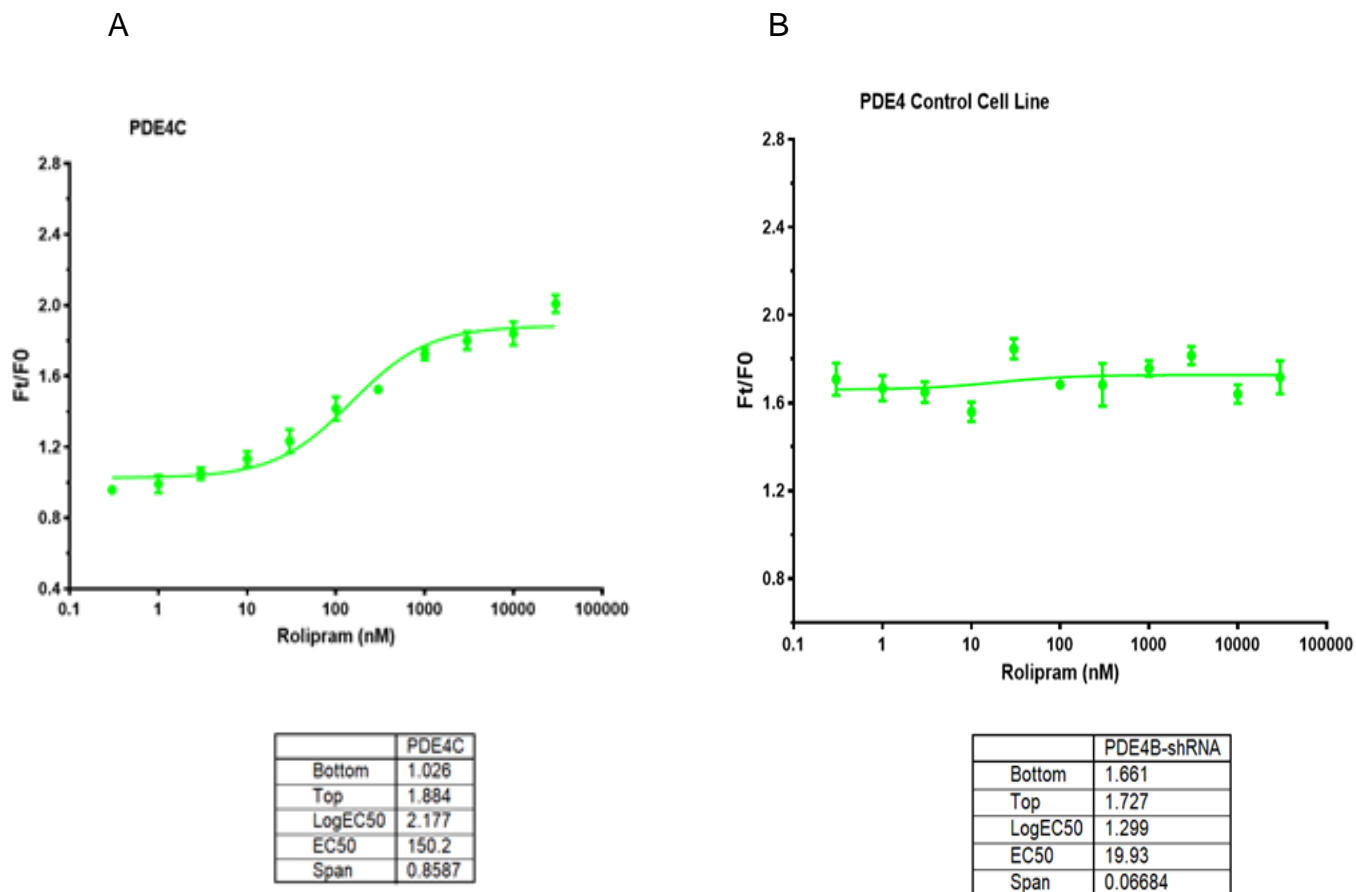 A
PDE4C
2.8
2.4
2.0
1.6
1.2
0.8
0.4
Ft/F0
0.1 1 10 100 1000 10000 100000
Rolipram (nM)
PDE4C
Bottom 1.026
Top 1.884
LogEC50 2.177
EC50 150.2
Span 0.8587
B
PDE4 Control Cell Line
2.8
2.4
2.0
1.6
1.2
0.8
Ft/F0
0.1 1 10 100 1000 10000 100000
Rolipram (nM)
PDE4B-shRNA
Bottom 1.661
Top 1.727
LogEC50 1.299
EC50 19.93
Span 0.06684